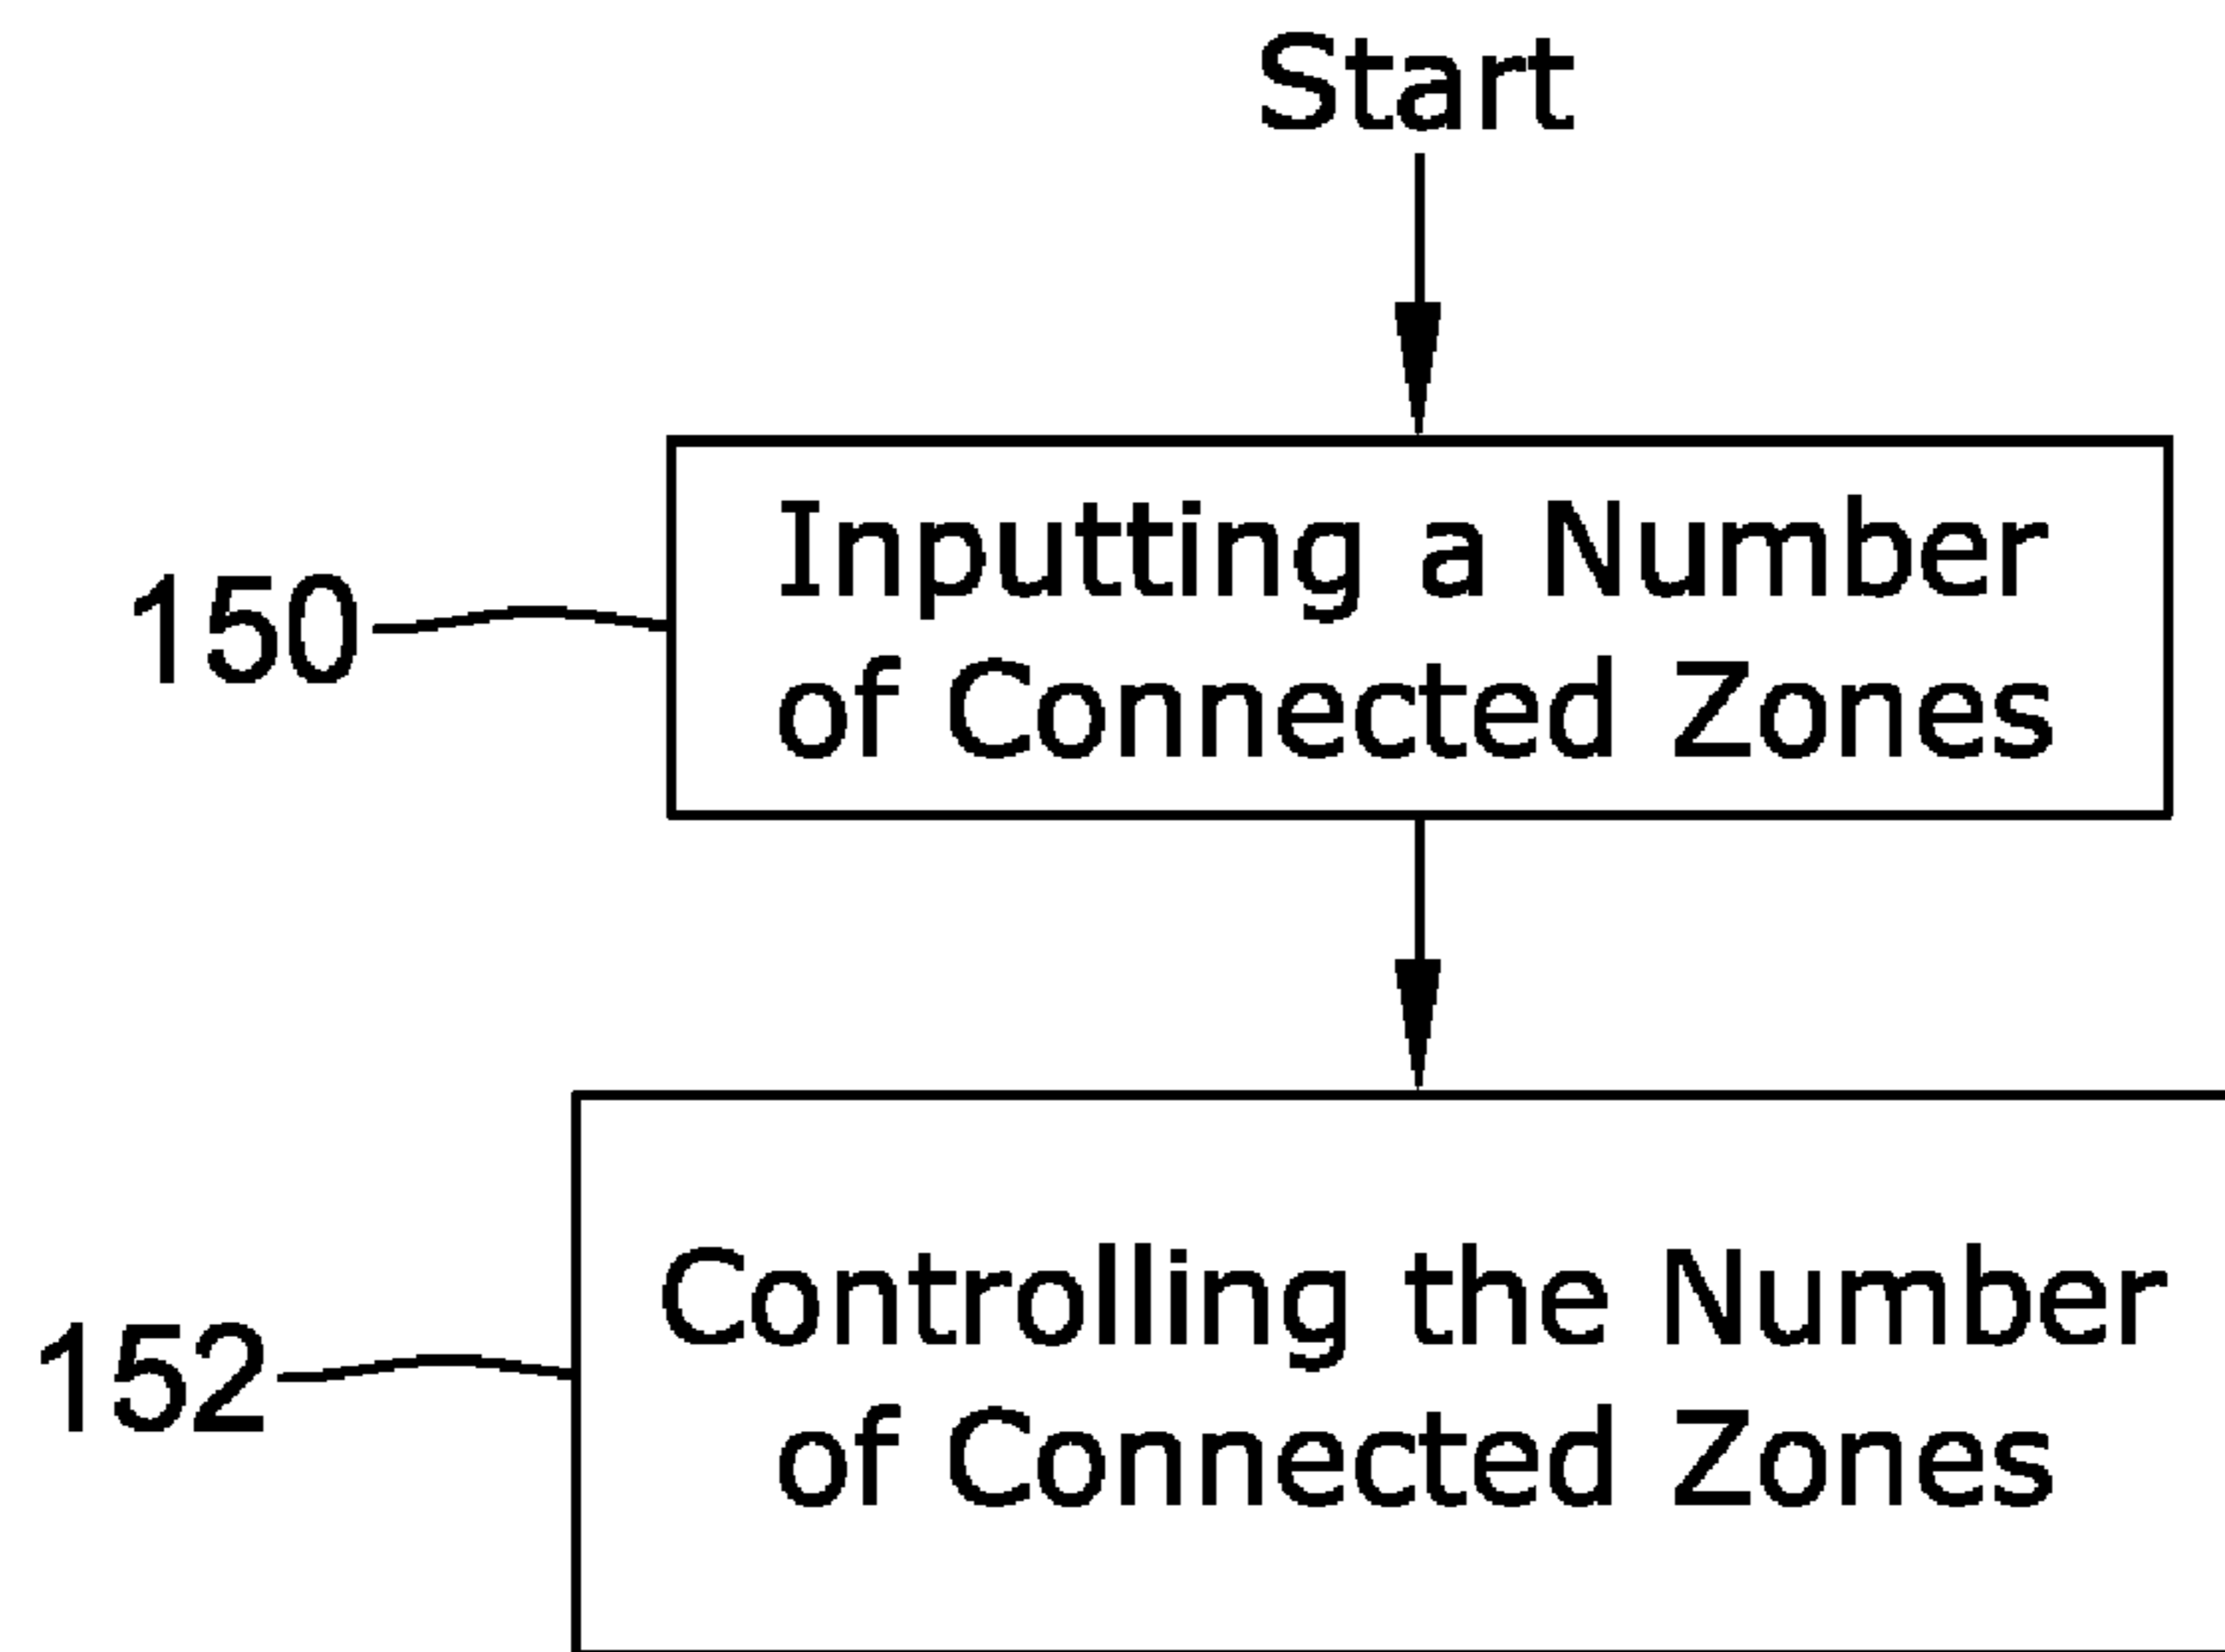 Start
Inputting a Number
of Connected Zones
150
Controlling the Number
of Connected Zones
152